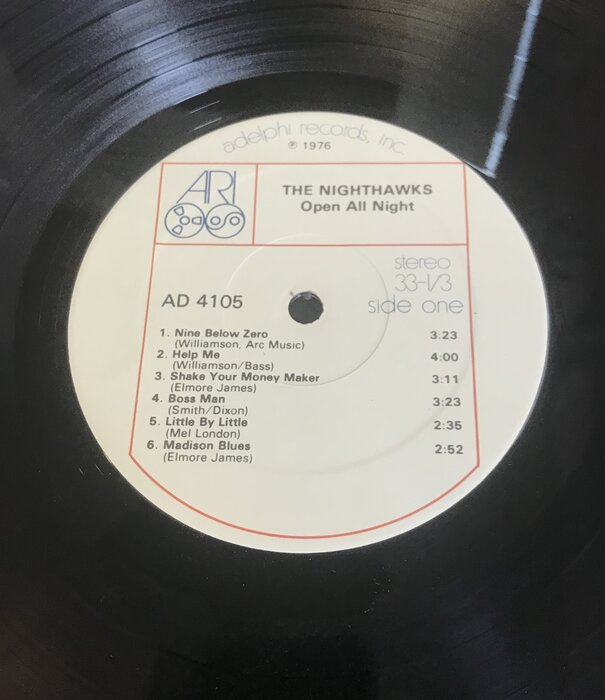 adelphi records, inc.
℗ 1976
ARI
THE NIGHTHAWKS
Open All Night
stereo
33-1/3
side one
AD 4105
1. Nine Below Zero 3:23
(Williamson, Arc Music)
2. Help Me 4:00
(Williamson/Bass)
3. Shake Your Money Maker 3:11
(Elmore James)
4. Boss Man 3:23
(Smith/Dixon)
5. Little By Little 2:35
(Mel London)
6. Madison Blues 2:52
(Elmore James)